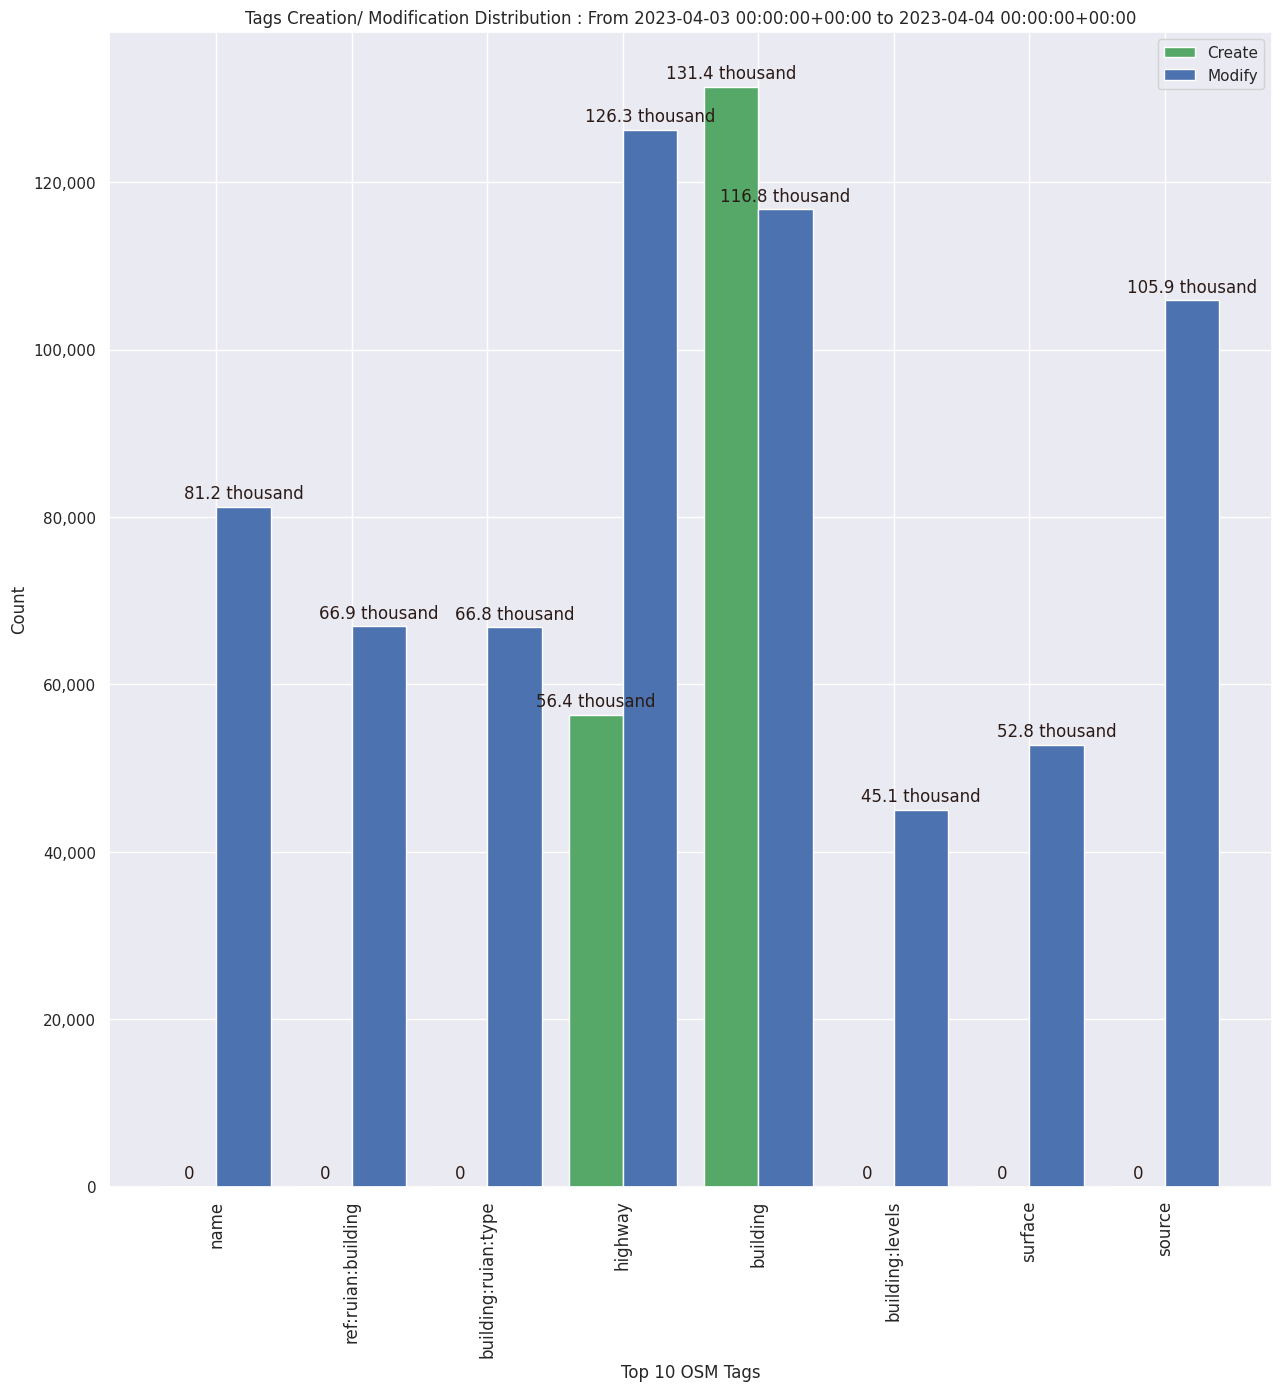 Tags Creation/ Modification Distribution : From 2023-04-03 00:00:00+00:00 to 2023-04-04 00:00:00+00:00
Create
Modify
131.4 thousand
126.3 thousand
116.8 thousand
105.9 thousand
81.2 thousand
66.9 thousand
66.8 thousand
56.4 thousand
52.8 thousand
45.1 thousand
0
0
0
0
0
0
120,000
100,000
80,000
60,000
40,000
20,000
0
Count
name
ref:ruian:building
building:ruian:type
highway
building
building:levels
surface
source
Top 10 OSM Tags